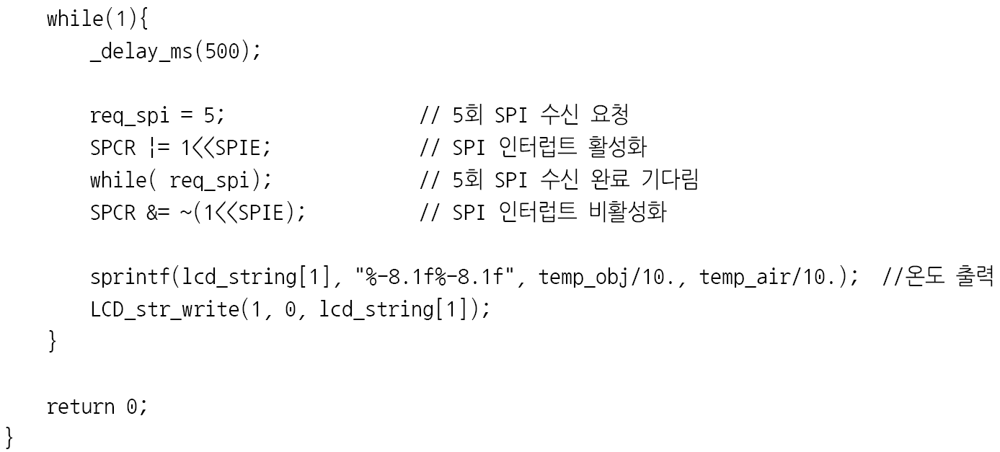 while(1){
_delay_ms(500);
req_spi = 5; // 5회 SPI 수신 요청
SPCR |= 1<<SPIE; // SPI 인터럽트 활성화
while( req_spi); // 5회 SPI 수신 완료 기다림
SPCR &= ~(1<<SPIE); // SPI 인터럽트 비활성화
sprintf(lcd_string[1], "%-8.1f%-8.1f", temp_obj/10., temp_air/10.); //온도 출력
LCD_str_write(1, 0, lcd_string[1]);
}
return 0;
}